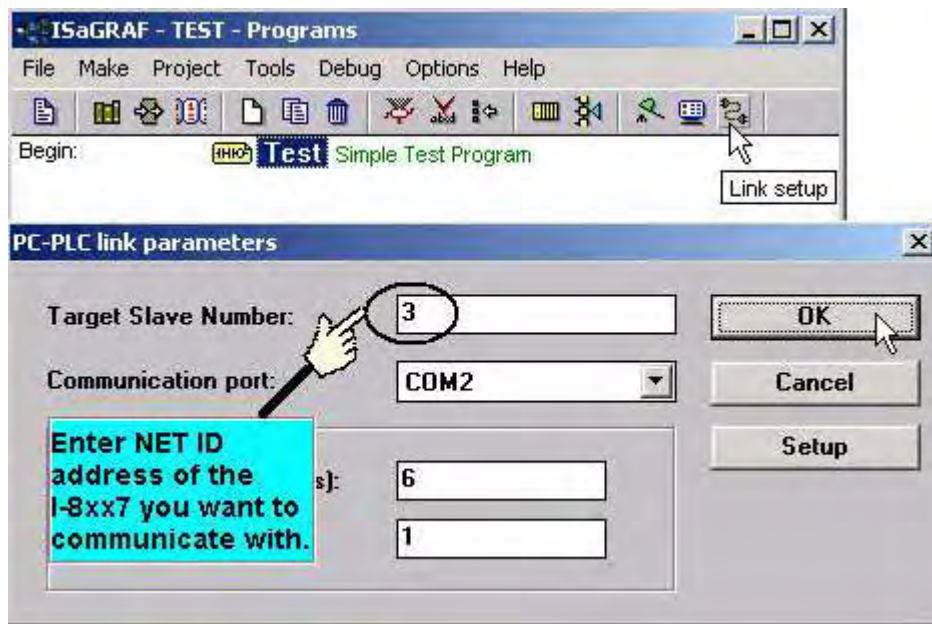 ISaGRAF - TEST - Programs
File Make Project Tools Debug Options Help
Begin: Test Simple Test Program
Link setup
PC-PLC link parameters
Target Slave Number: 3 OK
Communication port: COM2 Cancel
Setup
Enter NET ID
address of the
I-8xx7 you want to
communicate with.
s): 6
1